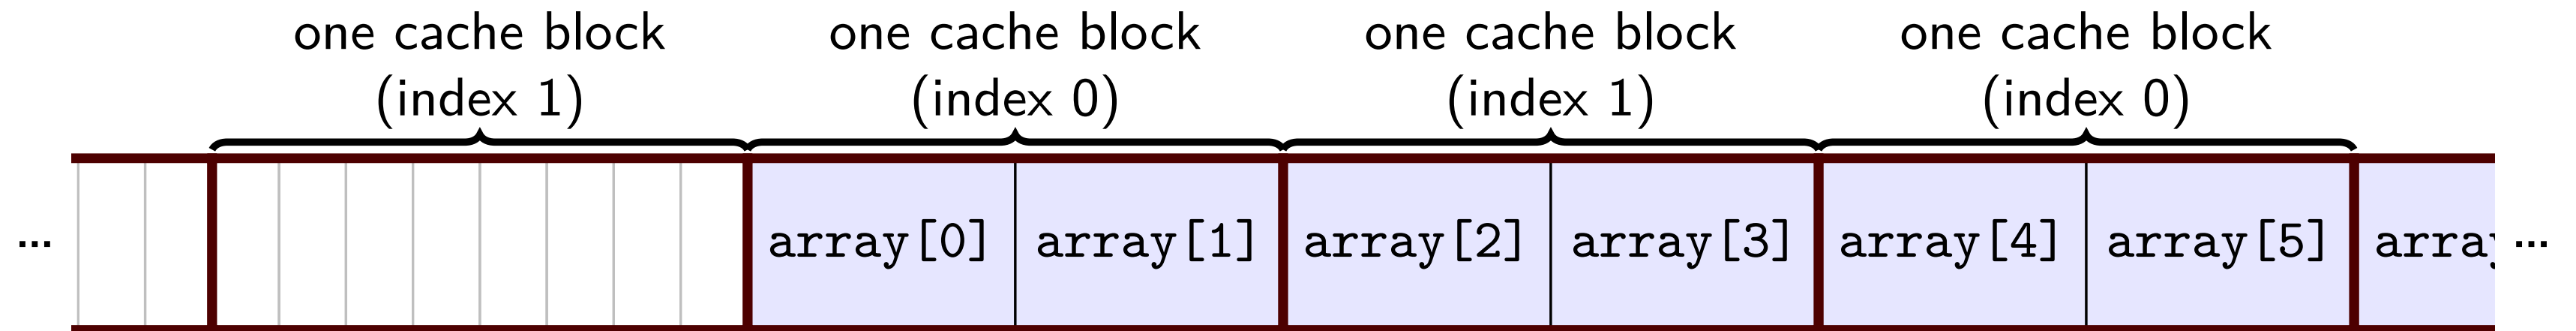 one cache block one cache block one cache block one cache block
(index 1) (index 0) (index 1) (index 0)
... array[0] array[1] array[2] array[3] array[4] array[5] array ...